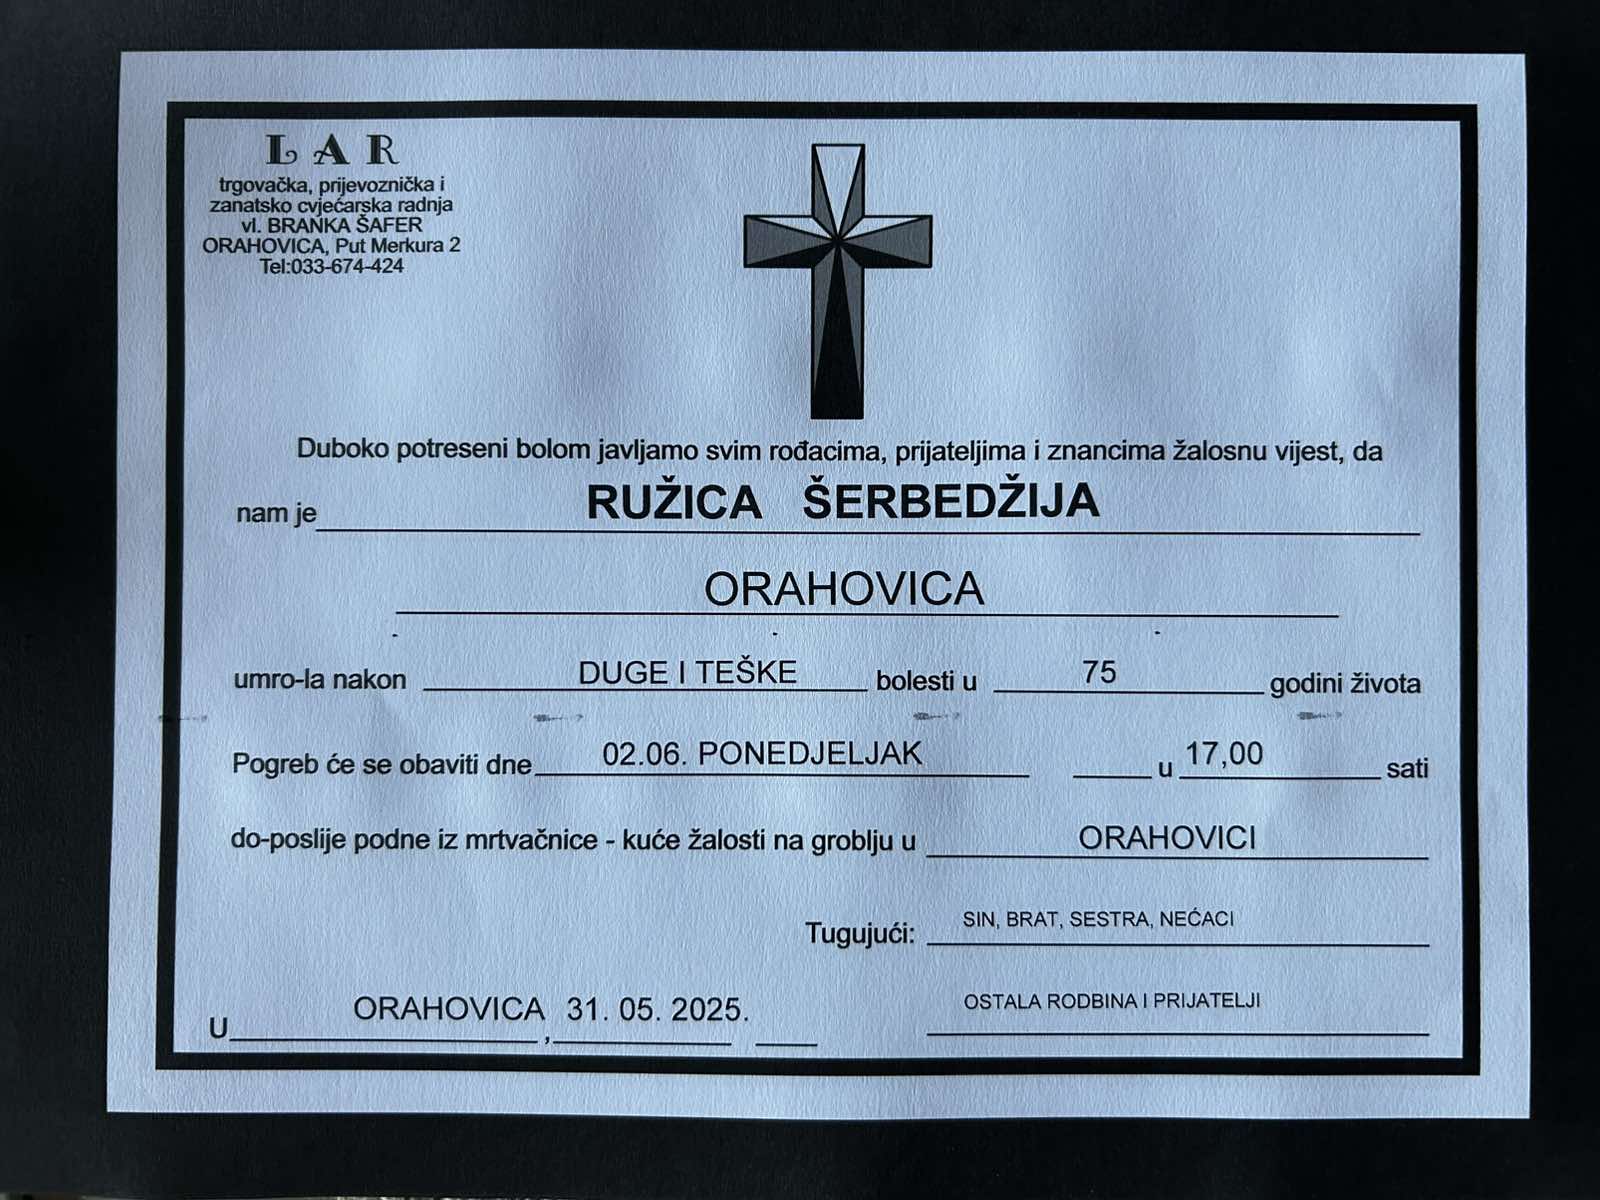 LAR
trgovačka, prijevoznička i
zanatsko cvjećarska radnja
vl. BRANKA ŠAFER
ORAHOVICA, Put Merkura 2
Tel:033-674-424
Duboko potreseni bolom javljamo svim rođacima, prijateljima i znancima žalosnu vijest, da
nam je RUŽICA ŠERBEDŽIJA
ORAHOVICA
umro-la nakon DUGE I TEŠKE bolesti u 75 godini života
Pogreb će se obaviti dne 02.06. PONEDJELJAK u 17,00 sati
do-poslije podne iz mrtvačnice - kuće žalosti na groblju u ORAHOVICI
Tugujući: SIN, BRAT, SESTRA, NEĆACI
OSTALA RODBINA I PRIJATELJI
U ORAHOVICA, 31. 05. 2025.